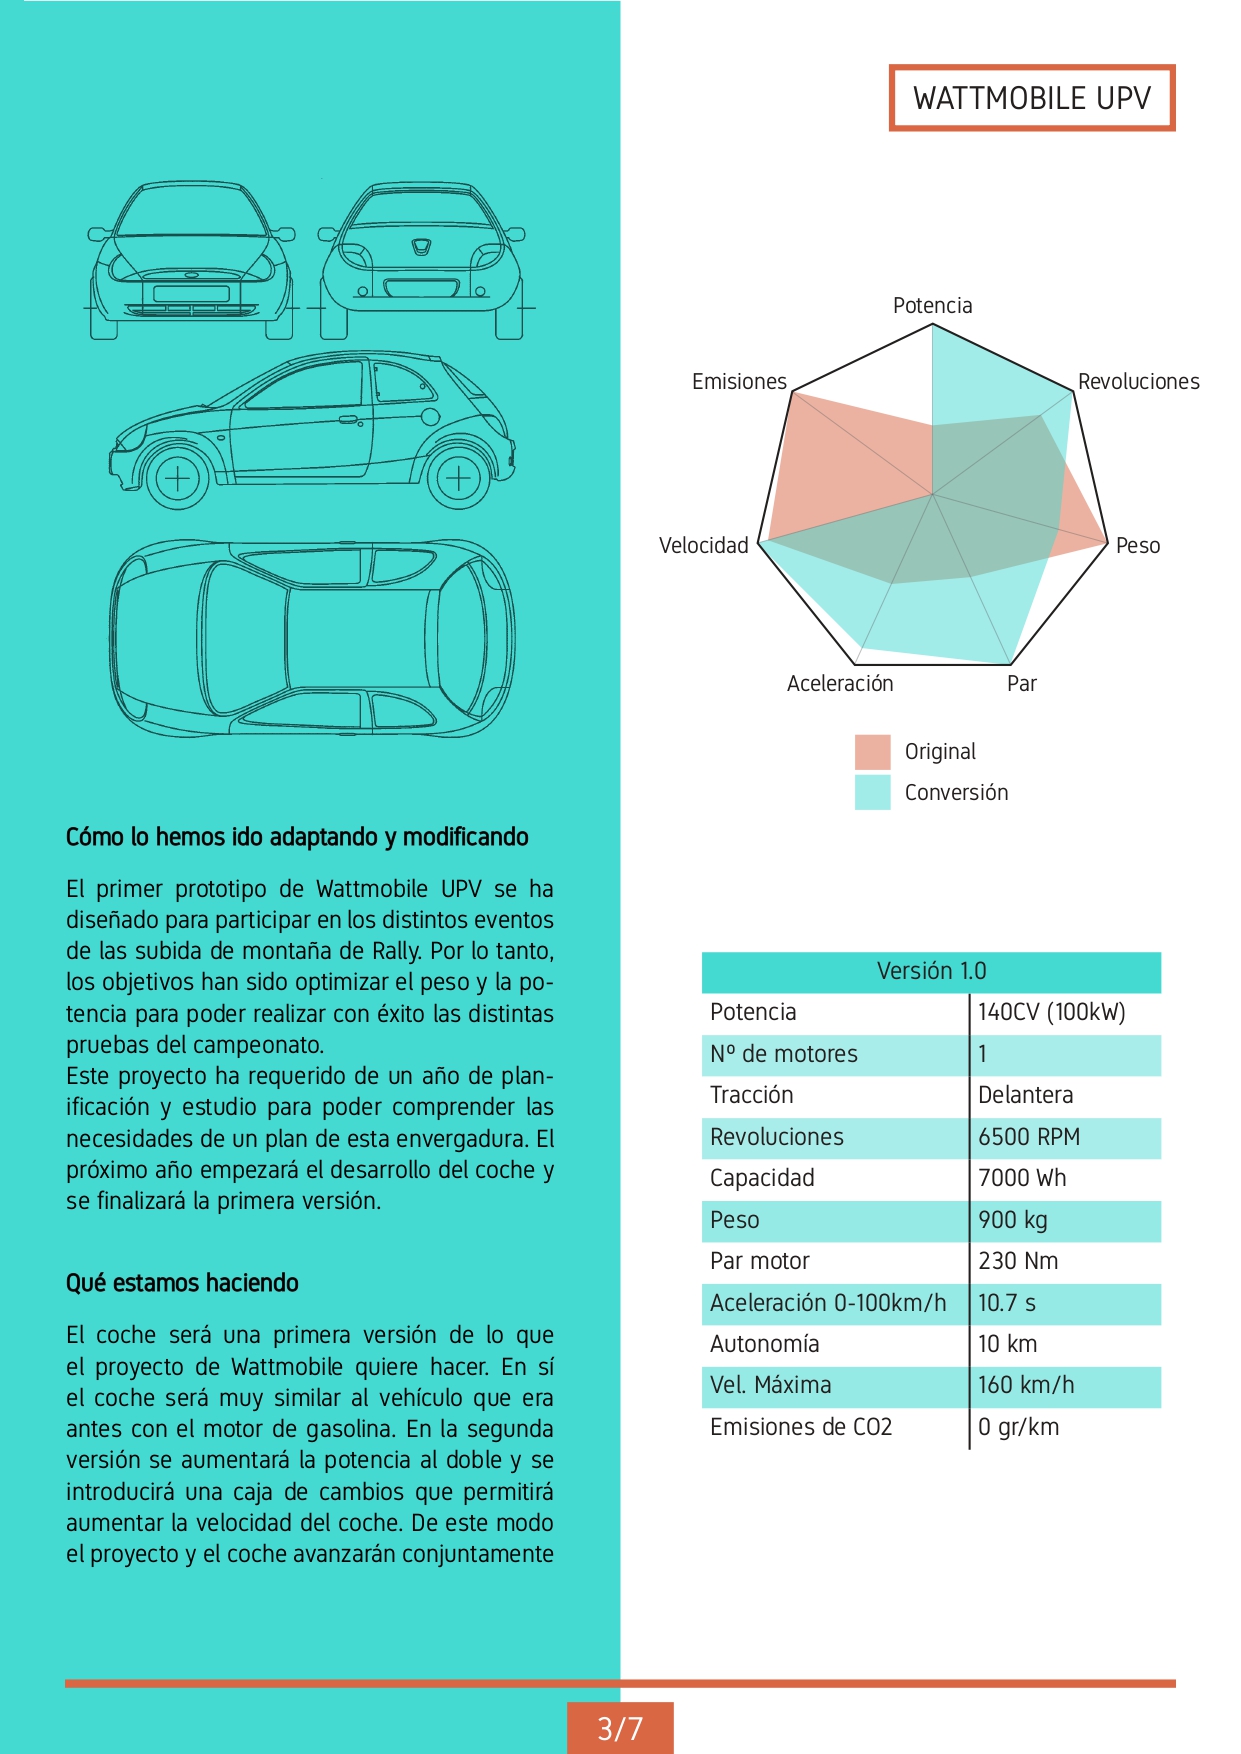 WATTMOBILE UPV
Potencia
Emisiones
Revoluciones
Velocidad
Peso
Aceleración
Par
Original
Conversión
Cómo lo hemos ido adaptando y modificando
El primer prototipo de Wattmobile UPV se ha
diseñado para participar en los distintos eventos
de las subida de montaña de Rally. Por lo tanto,
los objetivos han sido optimizar el peso y la po-
tencia para poder realizar con éxito las distintas
pruebas del campeonato.
Este proyecto ha requerido de un año de plan-
ificación y estudio para poder comprender las
necesidades de un plan de esta envergadura. El
próximo año empezará el desarrollo del coche y
se finalizará la primera versión.
Qué estamos haciendo
El coche será una primera versión de lo que
el proyecto de Wattmobile quiere hacer. En sí
el coche será muy similar al vehículo que era
antes con el motor de gasolina. En la segunda
versión se aumentará la potencia al doble y se
introducirá una caja de cambios que permitirá
aumentar la velocidad del coche. De este modo
el proyecto y el coche avanzarán conjuntamente
Versión 1.0
Potencia 140CV (100kW)
Nº de motores 1
Tracción Delantera
Revoluciones 6500 RPM
Capacidad 7000 Wh
Peso 900 kg
Par motor 230 Nm
Aceleración 0-100km/h 10.7 s
Autonomía 10 km
Vel. Máxima 160 km/h
Emisiones de CO2 0 gr/km
3/7